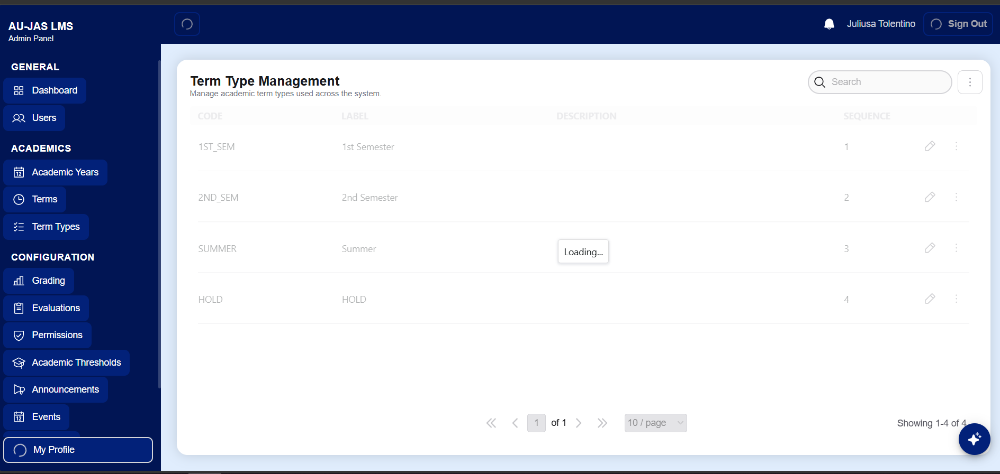 AU-JAS LMS
Admin Panel
Juliusa Tolentino
Sign Out
GENERAL
Dashboard
Users
ACADEMICS
12 Academic Years
Terms
Term Types
CONFIGURATION
Grading
Evaluations
Permissions
Academic Thresholds
Announcements
12 Events
My Profile
Term Type Management
Manage academic term types used across the system.
Search
CODE LABEL DESCRIPTION SEQUENCE
1ST_SEM 1st Semester 1
2ND_SEM 2nd Semester 2
SUMMER Summer 3
Loading...
HOLD HOLD 4
1 of 1 10 / page Showing 1-4 of 4